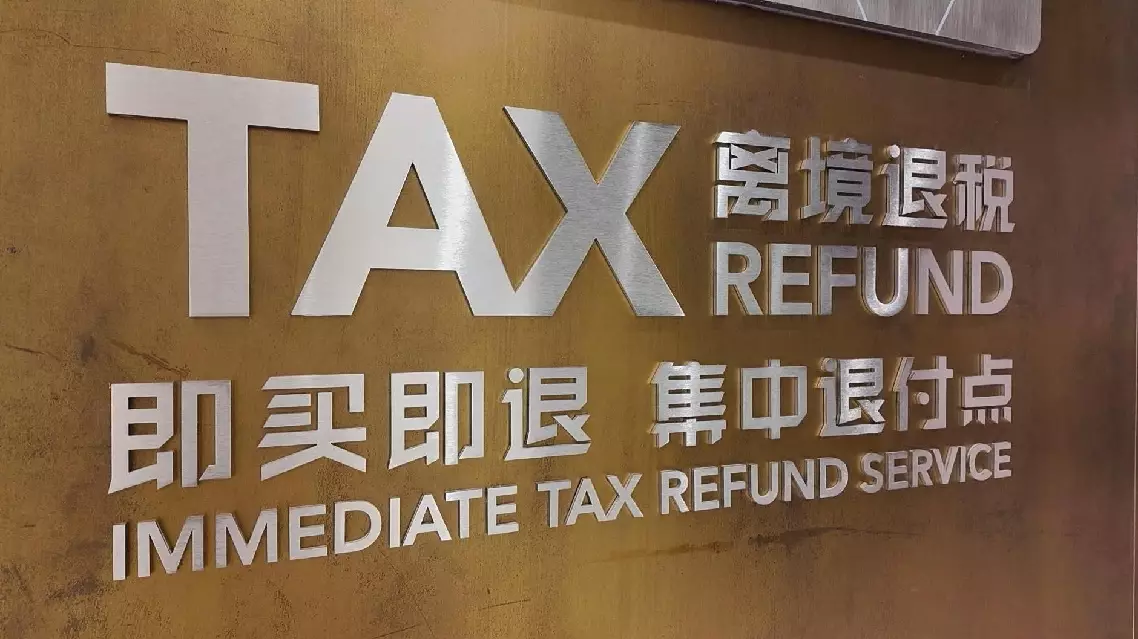 TAX 离境退税
REFUND
即买即退 集中退付点
IMMEDIATE TAX REFUND SERVICE